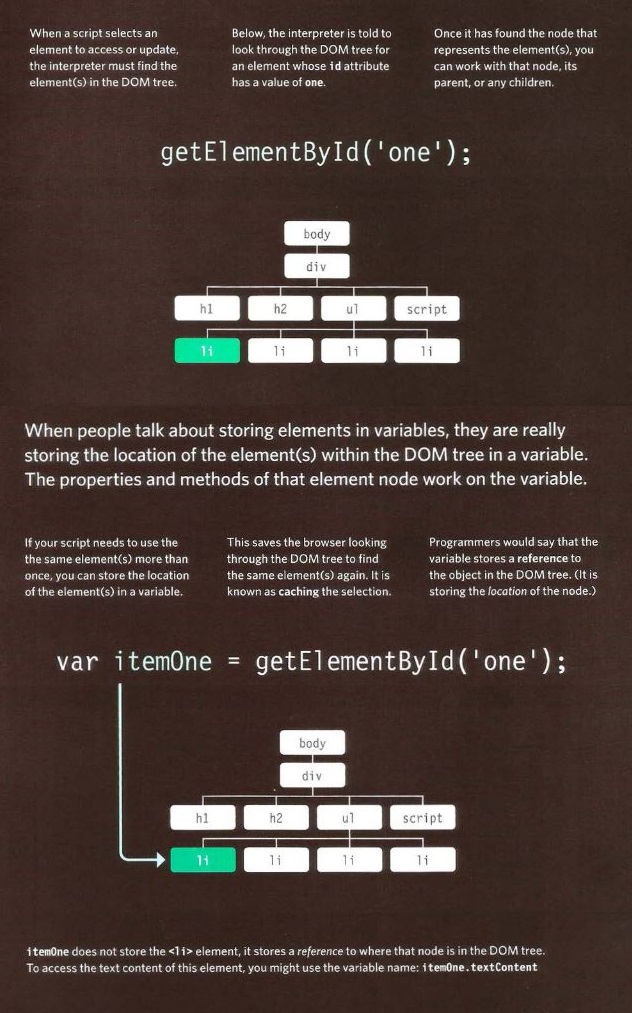 When a script selects an
element to access or update,
the interpreter must find the
element(s) in the DOM tree.
Below, the interpreter is told to
look through the DOM tree for
an element whose id attribute
has a value of one.
Once it has found the node that
represents the element(s), you
can work with that node, its
parent, or any children.
getElementById('one');
body
div
h1 h2 ul script
li li li li
When people talk about storing elements in variables, they are really
storing the location of the element(s) within the DOM tree in a variable.
The properties and methods of that element node work on the variable.
If your script needs to use the
the same element(s) more than
once, you can store the location
of the element(s) in a variable.
This saves the browser looking
through the DOM tree to find
the same element(s) again. It is
known as caching the selection.
Programmers would say that the
variable stores a reference to
the object in the DOM tree. (It is
storing the location of the node.)
var itemOne = getElementById('one');
body
div
h1 h2 ul script
li li li li
itemOne does not store the <li> element, it stores a reference to where that node is in the DOM tree.
To access the text content of this element, you might use the variable name: itemOne.textContent